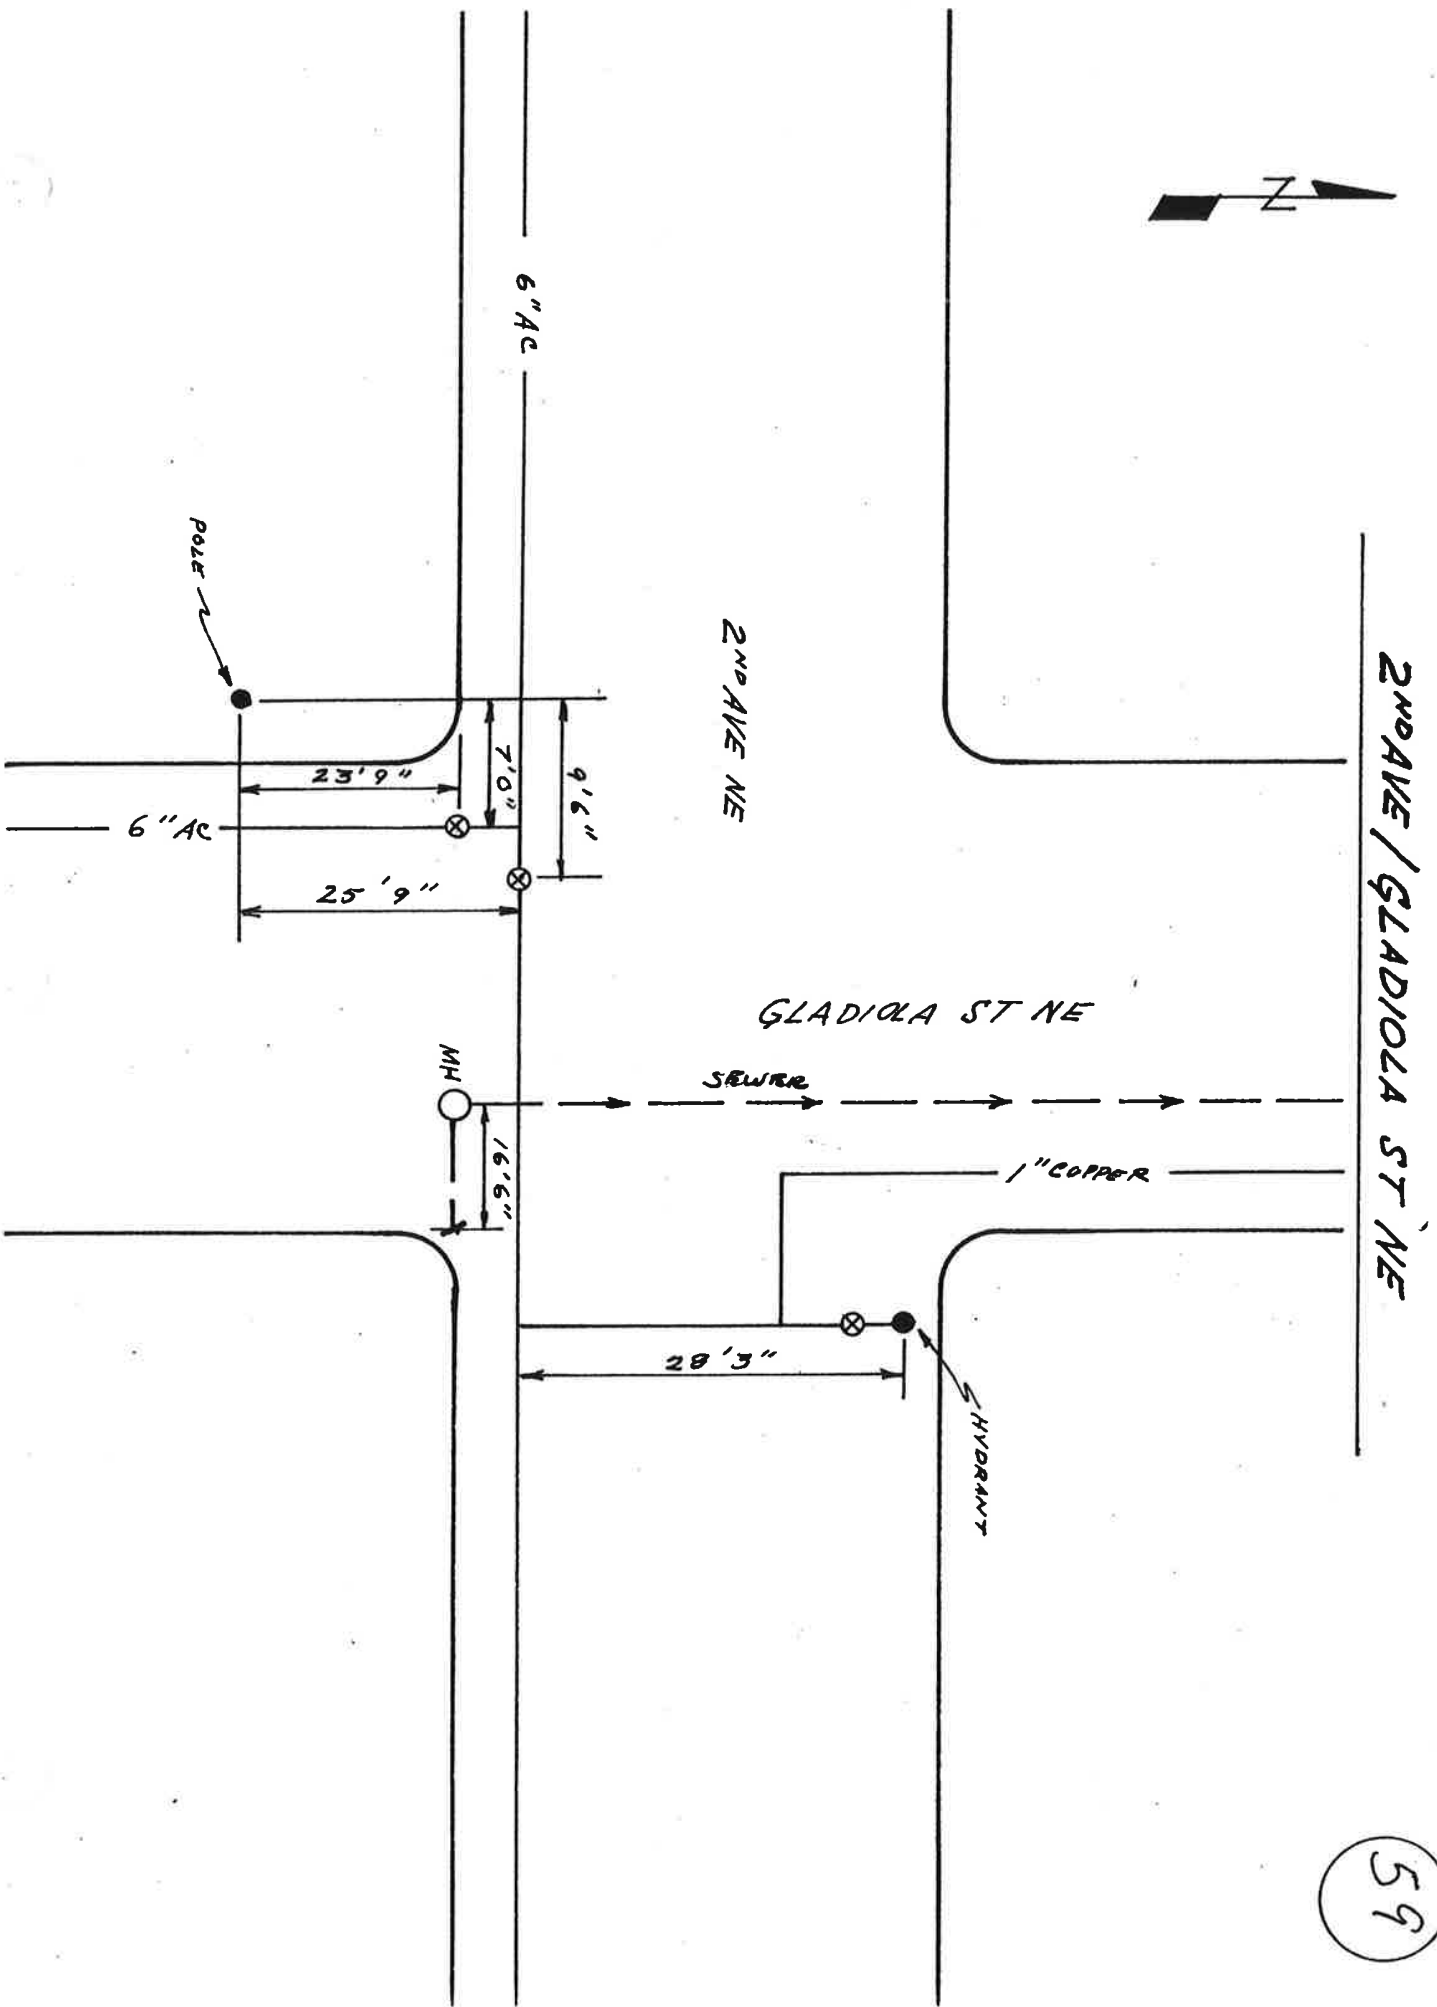 2ND AVE / GLADIOLA ST NE
59
N
6" AC
2ND AVE NE
POLE
7'0"
9'6"
23'9"
6" AC
25'9"
GLADIOLA ST NE
MH
SEWER
16'6"
1" COPPER
28'3"
HYDRANT